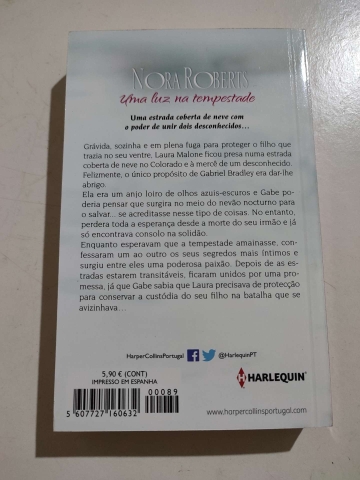 NORA ROBERTS
Uma luz na tempestade
Uma estrada coberta de neve com
o poder de unir dois desconhecidos...
Grávida, sozinha e em plena fuga para proteger o filho que
trazia no seu ventre, Laura Malone ficou presa numa estrada
coberta de neve no Colorado e à mercê de um desconhecido.
Felizmente, o único propósito de Gabriel Bradley era dar-lhe
abrigo.
Ela era um anjo loiro de olhos azuis-escuros e Gabe po-
deria pensar que surgira no meio do nevão nocturno para
o salvar... se acreditasse nesse tipo de coisas. No entanto,
perdera toda a esperança desde a morte do seu irmão e já
só encontrava consolo na solidão.
Enquanto esperavam que a tempestade amainasse, con-
fessaram um ao outro os seus segredos mais íntimos e
surgiu entre eles uma poderosa paixão. Depois de as es-
tradas estarem transitáveis, ficaram unidos por uma pro-
messa, já que Gabe sabia que Laura precisava de protecção
para conservar a custódia do seu filho na batalha que se
avizinhava...
HarperCollinsPortugal
@HarlequinPT
5,90 € (CONT)
IMPRESSO EM ESPANHA
00089
5 607727 160632
HARLEQUIN™
www.harpercollinsportugal.com